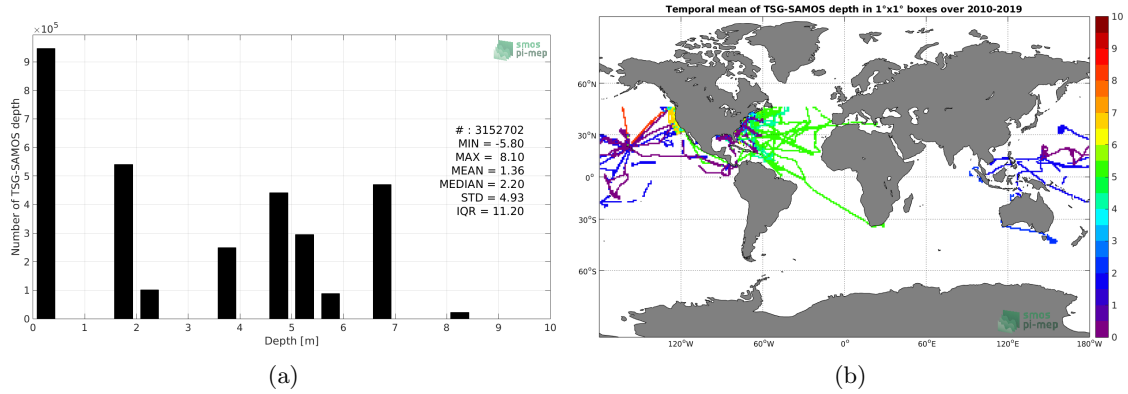 ×10⁵
9
8
7
6
5
4
3
2
1
0
Number of TSG-SAMOS depth
smos
pi-mep
# : 3152702
MIN = -5.80
MAX = 8.10
MEAN = 1.36
MEDIAN = 2.20
STD = 4.93
IQR = 11.20
0 1 2 3 4 5 6 7 8 9 10
Depth [m]
(a)
Temporal mean of TSG-SAMOS depth in 1°x1° boxes over 2010-2019
60°N
30°N
0°
30°S
60°S
120°W 60°W 0° 60°E 120°E 180°W
smos
pi-mep
10
9
8
7
6
5
4
3
2
1
0
(b)